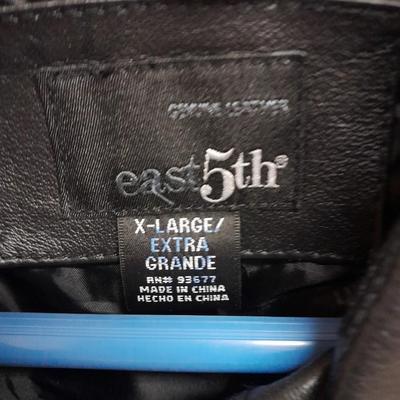 GENUINE LEATHER
east5th®
X-LARGE/
EXTRA
GRANDE
RN# 93677
MADE IN CHINA
HECHO EN CHINA